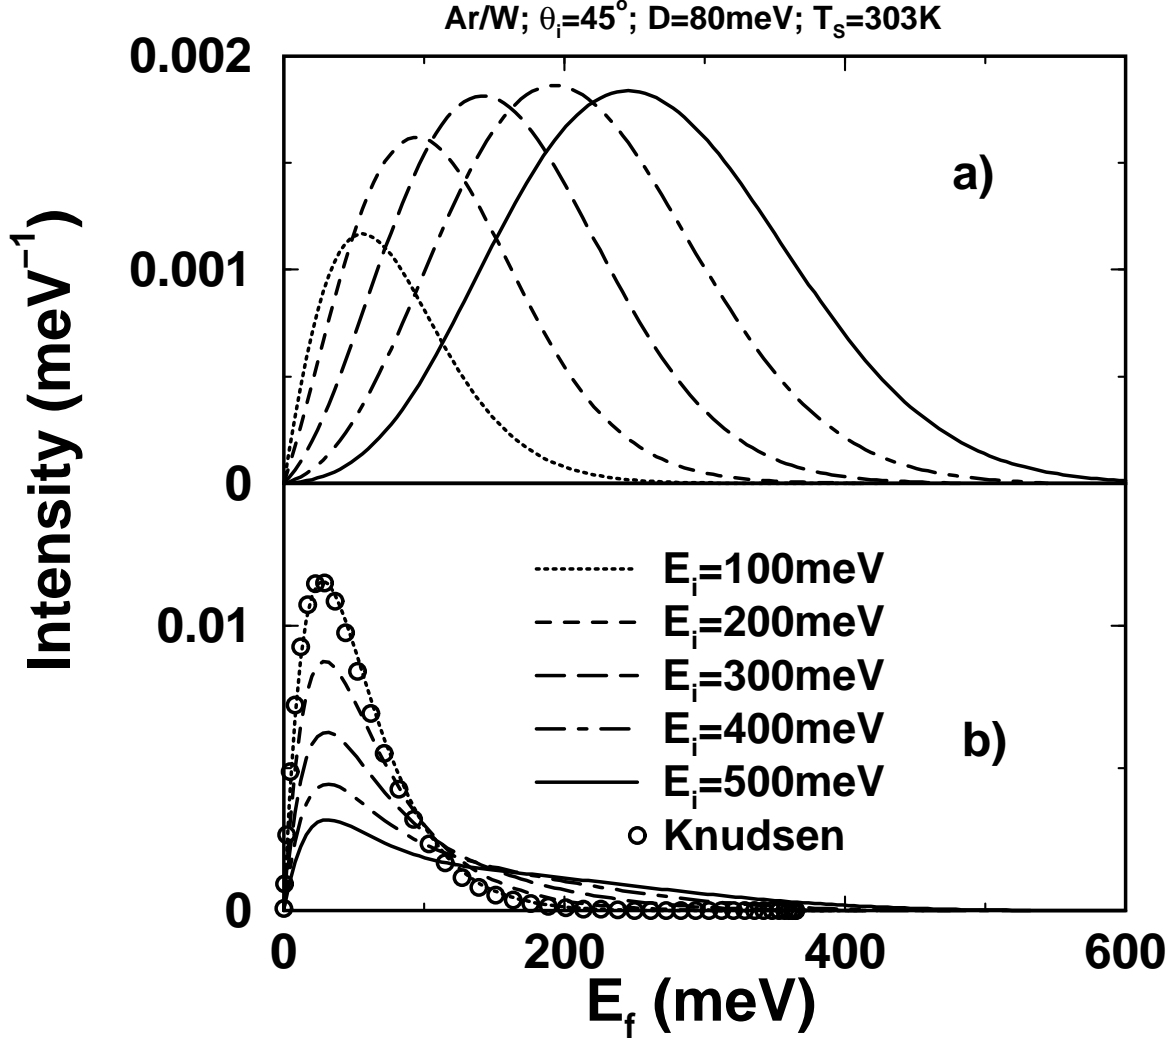 Ar/W; θi=45°; D=80meV; TS=303K
0.002
a)
0.001
0
Intensity (meV⁻¹)
Ei=100meV
Ei=200meV
0.01
Ei=300meV
Ei=400meV
b)
Ei=500meV
Knudsen
0
0 200 400 600
Ef (meV)